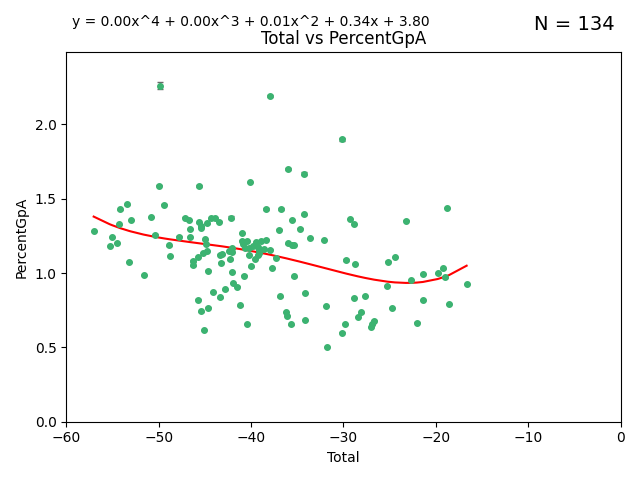 y = 0.00x^4 + 0.00x^3 + 0.01x^2 + 0.34x + 3.80
N = 134
Total vs PercentGpA
PercentGpA
2.0
1.5
1.0
0.5
0.0
−60
−50
−40
−30
−20
−10
0
Total